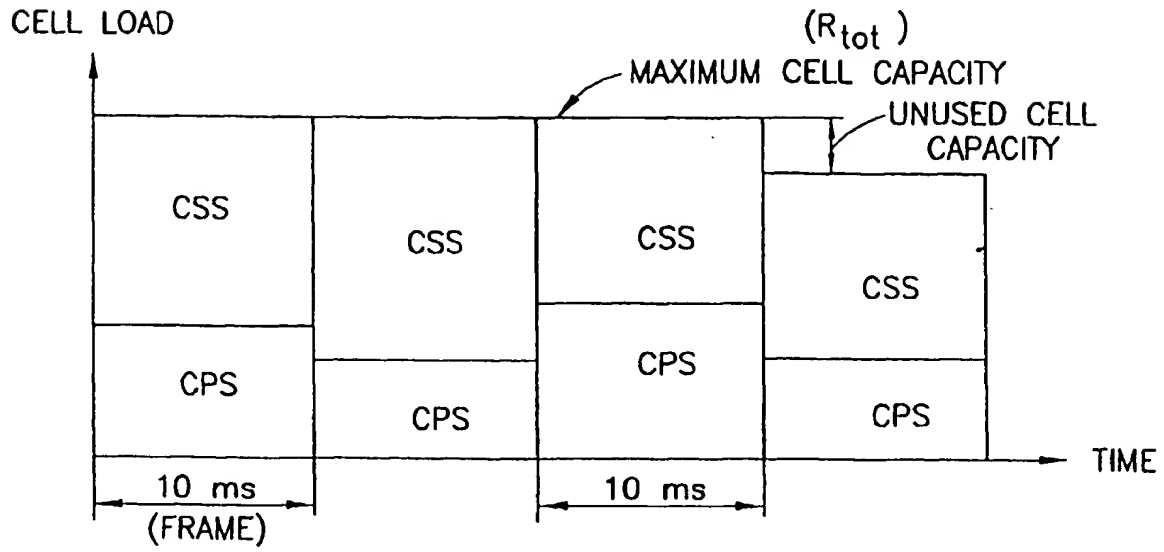 CELL LOAD
(Rtot)
MAXIMUM CELL CAPACITY
UNUSED CELL
CAPACITY
CSS
CSS
CSS
CSS
CPS
CPS
CPS
CPS
TIME
10 ms
(FRAME)
10 ms